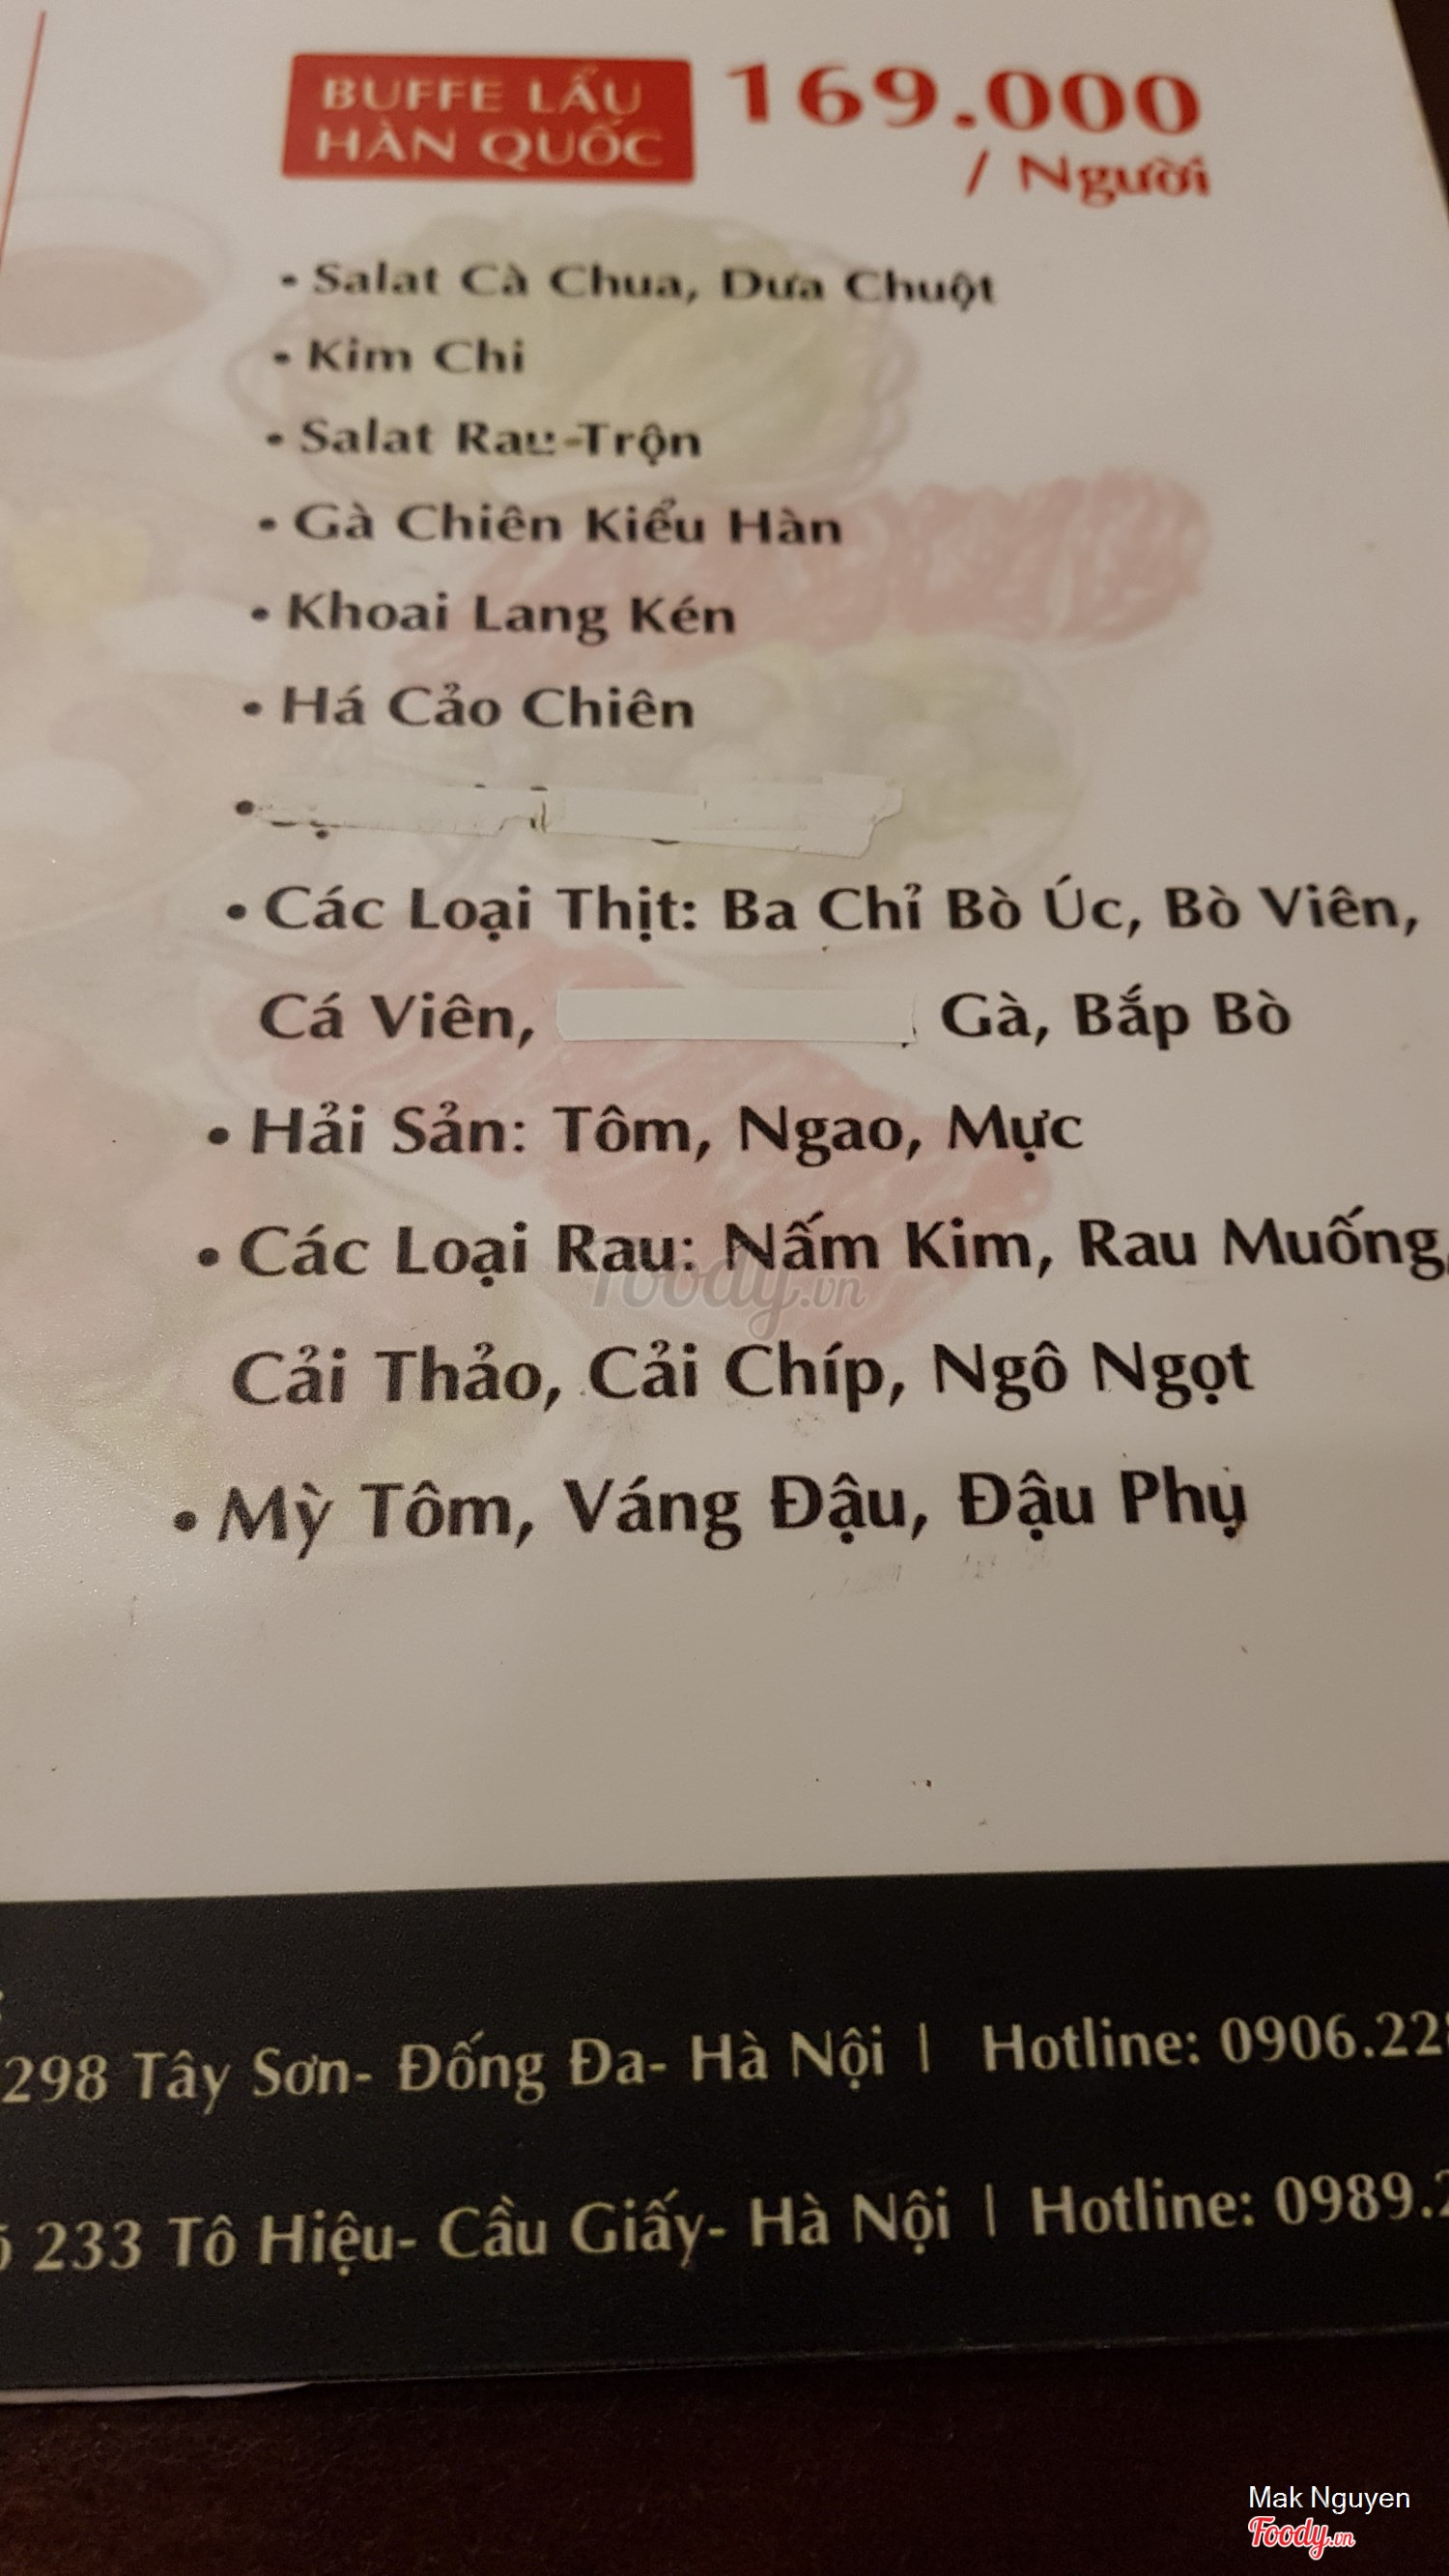 BUFFE LẨU
HÀN QUỐC
169.000
/ Người
• Salat Cà Chua, Dưa Chuột
• Kim Chi
• Salat Rau-Trộn
• Gà Chiên Kiểu Hàn
• Khoai Lang Kén
• Há Cảo Chiên
•
• Các Loại Thịt: Ba Chỉ Bò Úc, Bò Viên,
Cá Viên, , Gà, Bắp Bò
• Hải Sản: Tôm, Ngao, Mực
• Các Loại Rau: Nấm Kim, Rau Muống,
foody.vn
Cải Thảo, Cải Chíp, Ngô Ngọt
• Mỳ Tôm, Váng Đậu, Đậu Phụ
298 Tây Sơn- Đống Đa- Hà Nội | Hotline: 0906.22
233 Tô Hiệu- Cầu Giấy- Hà Nội | Hotline: 0989.
Mak Nguyen
Foody.vn